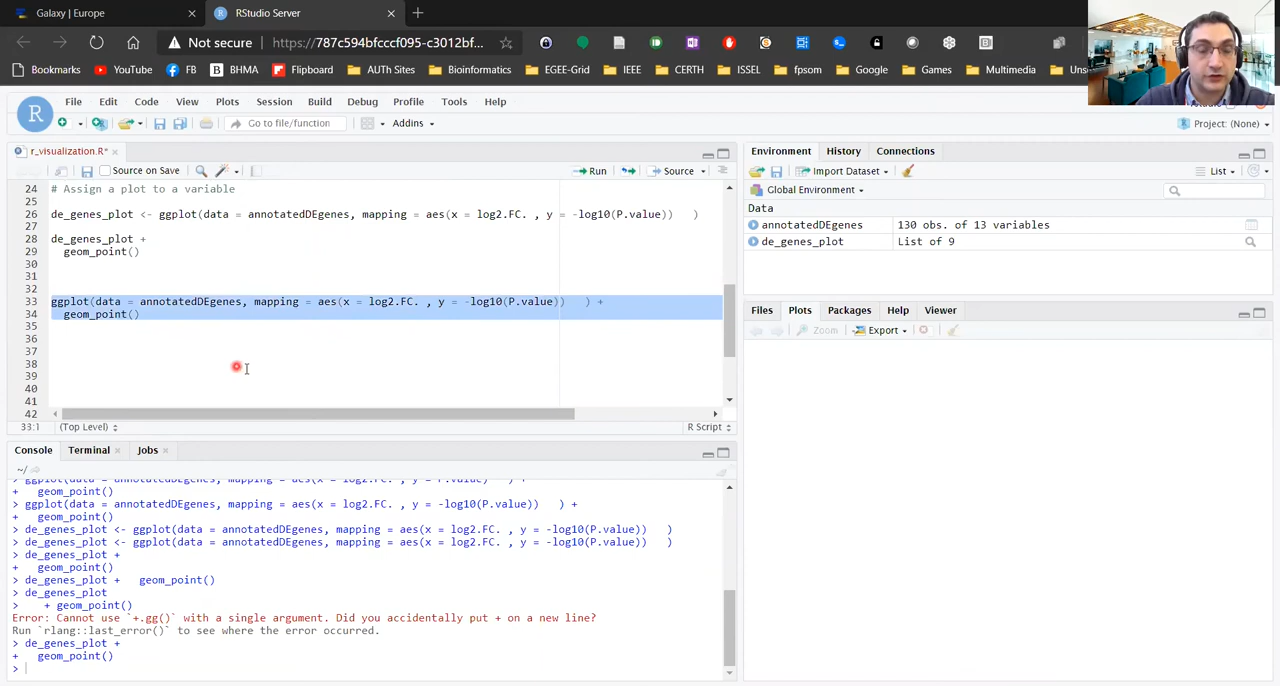 Galaxy | Europe
RStudio Server
Not secure
https://787c594bfcccf095-c3012bf...
Bookmarks
YouTube
FB
BHMA
Flipboard
AUTh Sites
Bioinformatics
EGEE-Grid
IEEE
CERTH
ISSEL
fpsom
Google
Games
Multimedia
File Edit Code View Plots Session Build Debug Profile Tools Help
Go to file/function
Addins
Project: (None)
r_visualization.R*
Source on Save
Run
Source
24 # Assign a plot to a variable
25
26 de_genes_plot <- ggplot(data = annotatedDEgenes, mapping = aes(x = log2.FC. , y = -log10(P.value)) )
27
28 de_genes_plot +
29 geom_point()
30
31
32
33 ggplot(data = annotatedDEgenes, mapping = aes(x = log2.FC. , y = -log10(P.value)) ) +
34 geom_point()
35
36
37
38
39
40
41
42
33:1 (Top Level) R Script
Console Terminal Jobs
~/
> ggplot(data = annotatedDEgenes, mapping = aes(x = log2.FC. , y = P.value) ) +
+ geom_point()
> ggplot(data = annotatedDEgenes, mapping = aes(x = log2.FC. , y = -log10(P.value)) ) +
+ geom_point()
> de_genes_plot <- ggplot(data = annotatedDEgenes, mapping = aes(x = log2.FC. , y = -log10(P.value)) )
> de_genes_plot <- ggplot(data = annotatedDEgenes, mapping = aes(x = log2.FC. , y = -log10(P.value)) )
> de_genes_plot +
+ geom_point()
> de_genes_plot + geom_point()
> de_genes_plot
> + geom_point()
Error: Cannot use `+.gg()` with a single argument. Did you accidentally put + on a new line?
Run `rlang::last_error()` to see where the error occurred.
> de_genes_plot +
+ geom_point()
>
Environment History Connections
Import Dataset
List
Global Environment
Data
annotatedDEgenes 130 obs. of 13 variables
de_genes_plot List of 9
Files Plots Packages Help Viewer
Zoom Export